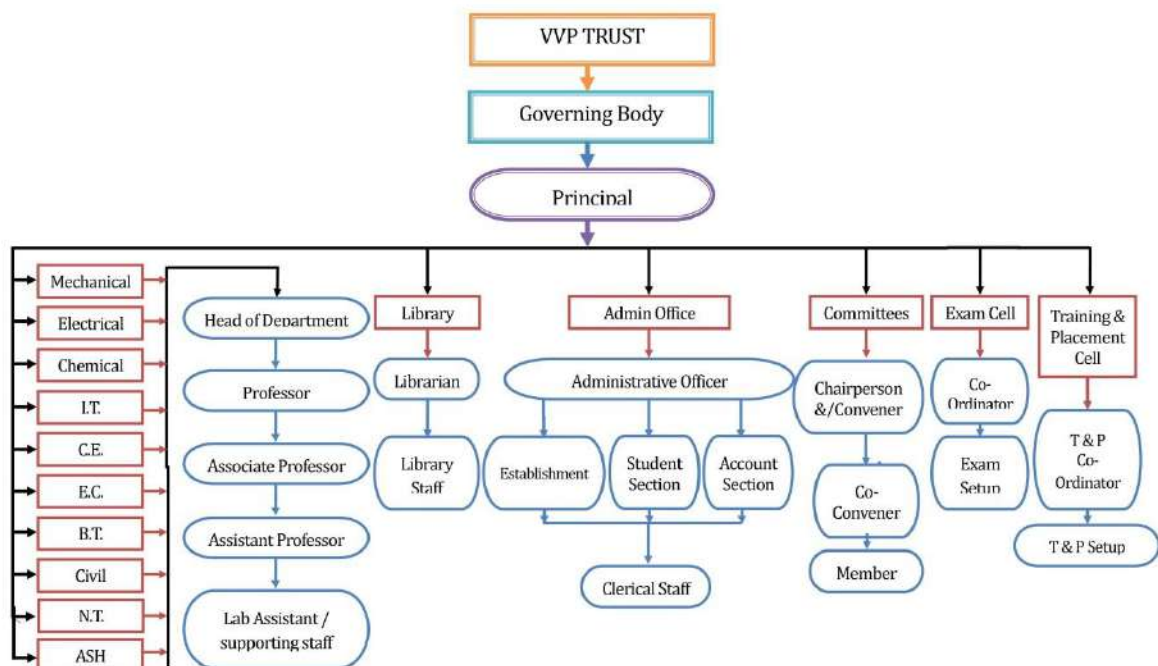 VVP TRUST
Governing Body
Principal
Mechanical
Electrical
Chemical
I.T.
C.E.
E.C.
B.T.
Civil
N.T.
ASH
Head of Department
Professor
Associate Professor
Assistant Professor
Lab Assistant /
supporting staff
Library
Librarian
Library
Staff
Admin Office
Administrative Officer
Establishment
Student
Section
Account
Section
Clerical Staff
Committees
Chairperson
&/Convener
Co-
Convener
Member
Exam Cell
Co-
Ordinator
Exam
Setup
Training &
Placement
Cell
T & P
Co-
Ordinator
T & P Setup